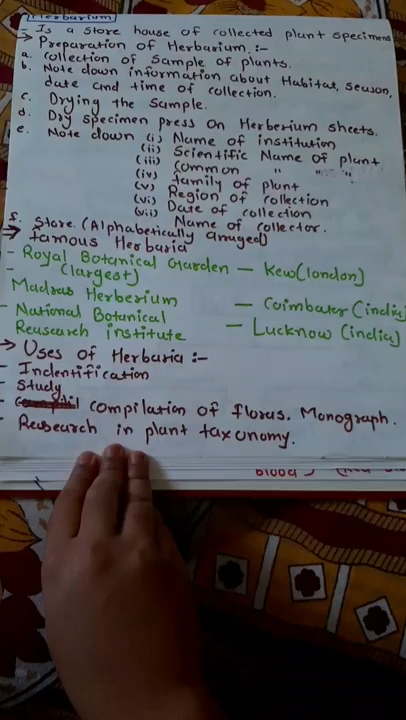 Herbarium
- Is a store house of collected plant specimens
→ Preparation of Herbarium :-
a. Collection of Sample of plants.
b. Note down information about Habitat, Season,
date and time of collection.
c. Drying the Sample.
d. Dry specimen press on Herberium sheets.
e. Note down (i) Name of institution
(ii) Scientific Name of plant
(iii) Common " " "
(iv) family of plant
(v) Region of collection
(vi) Date of collection
(vii) Name of collector.
f. Store. (Alphabetically arruged)
→ famous Herbaria
- Royal Botanical Garden — Kew (london)
- (largest)
Madras Herberium — Coimbator (india)
- National Botanical
Reusearch institute — Lucknow (india)
→ Uses of Herbaria :-
- Indentification
- Study
- compilation of floras. Monograph.
- Reusearch in plant taxonomy.